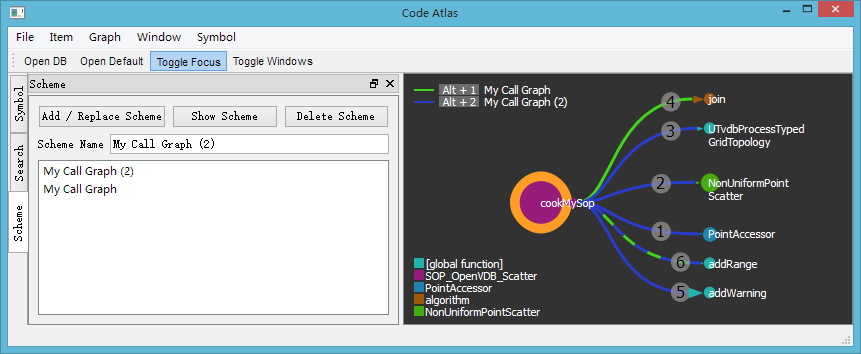 Code Atlas
File Item Graph Window Symbol
Open DB Open Default Toggle Focus Toggle Windows
Symbol
Search
Scheme
Scheme
Add / Replace Scheme Show Scheme Delete Scheme
Scheme Name My Call Graph (2)
My Call Graph (2)
My Call Graph
Alt + 1 My Call Graph
Alt + 2 My Call Graph (2)
4 join
3 UTvdbProcessTyped
GridTopology
2 NonUniformPoint
Scatter
cookMySop
1 PointAccessor
6 addRange
5 addWarning
[global function]
SOP_OpenVDB_Scatter
PointAccessor
algorithm
NonUniformPointScatter